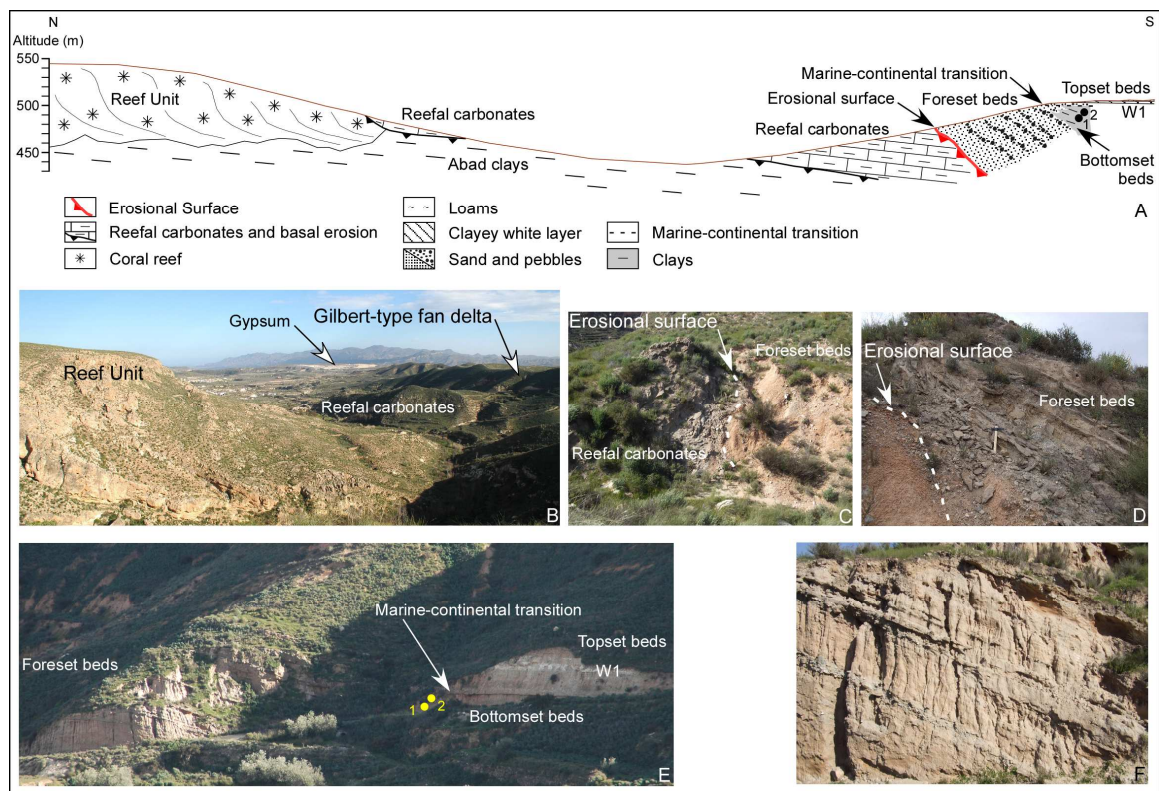 N
S
Altitude (m)
550
500
450
Reef Unit
Reefal carbonates
Abad clays
Reefal carbonates
Erosional surface
Marine-continental transition
Foreset beds
Topset beds
W1
2
1
Bottomset
beds
A
Erosional Surface
Reefal carbonates and basal erosion
Coral reef
Loams
Clayey white layer
Sand and pebbles
Marine-continental transition
Clays
Gypsum
Gilbert-type fan delta
Reef Unit
Reefal carbonates
B
Erosional surface
Foreset beds
Reefal carbonates
C
Erosional surface
Foreset beds
D
Marine-continental transition
Foreset beds
Topset beds
W1
1
2
Bottomset beds
E
F